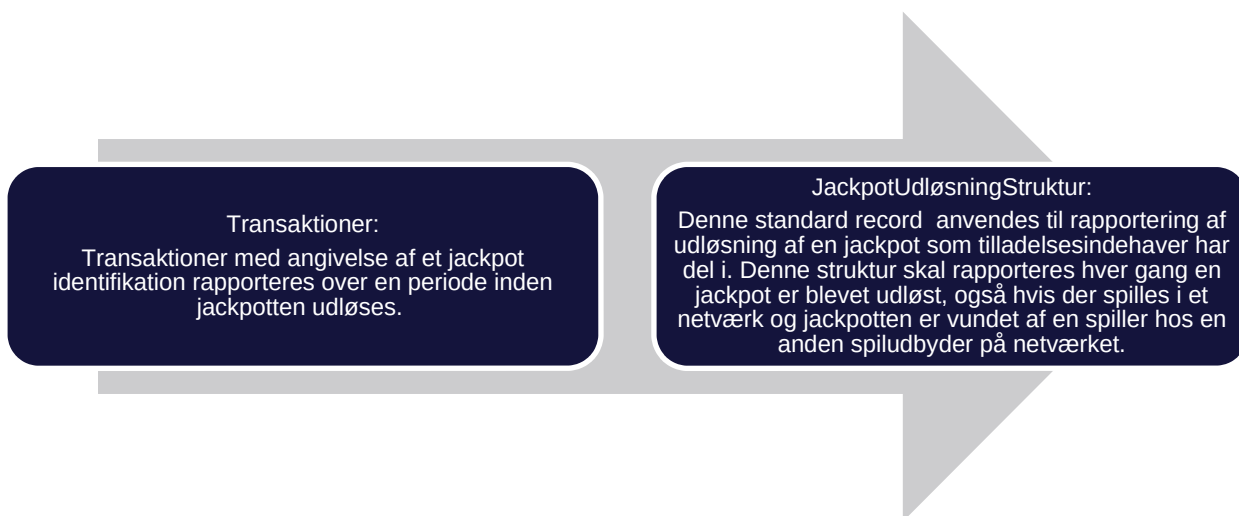 Transaktioner:
Transaktioner med angivelse af et jackpot
identifikation rapporteres over en periode inden
jackpotten udløses.
JackpotUdløsningStruktur:
Denne standard record  anvendes til rapportering af
udløsning af en jackpot som tilladelsesindehaver har
del i. Denne struktur skal rapporteres hver gang en
jackpot er blevet udløst, også hvis der spilles i et
netværk og jackpotten er vundet af en spiller hos en
anden spiludbyder på netværket.